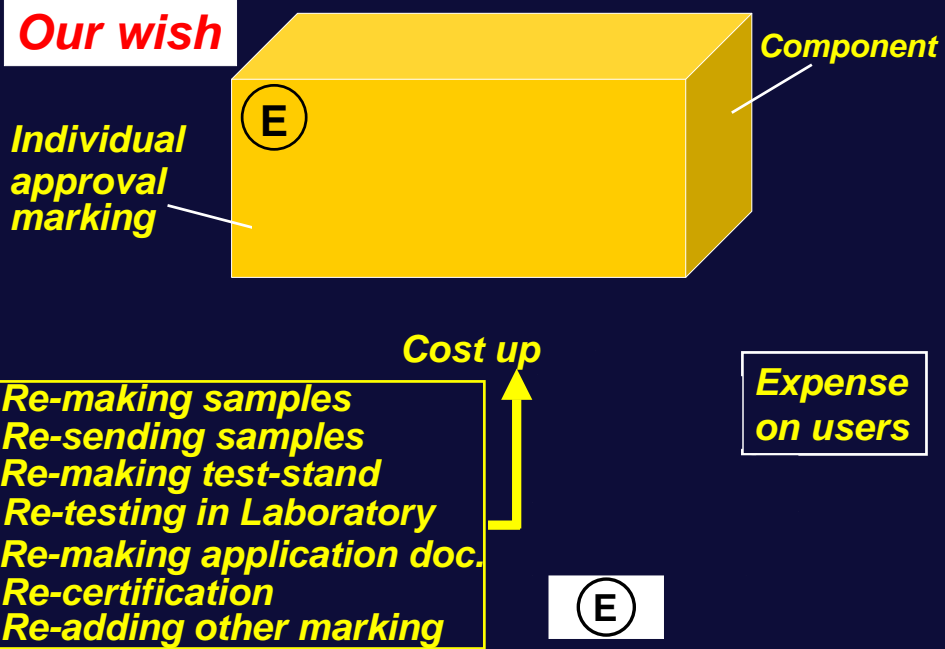 Our wish
Component
E
Individual
approval
marking
Cost up
Expense
on users
Re-making samples
Re-sending samples
Re-making test-stand
Re-testing in Laboratory
Re-making application doc.
Re-certification
Re-adding other marking
E